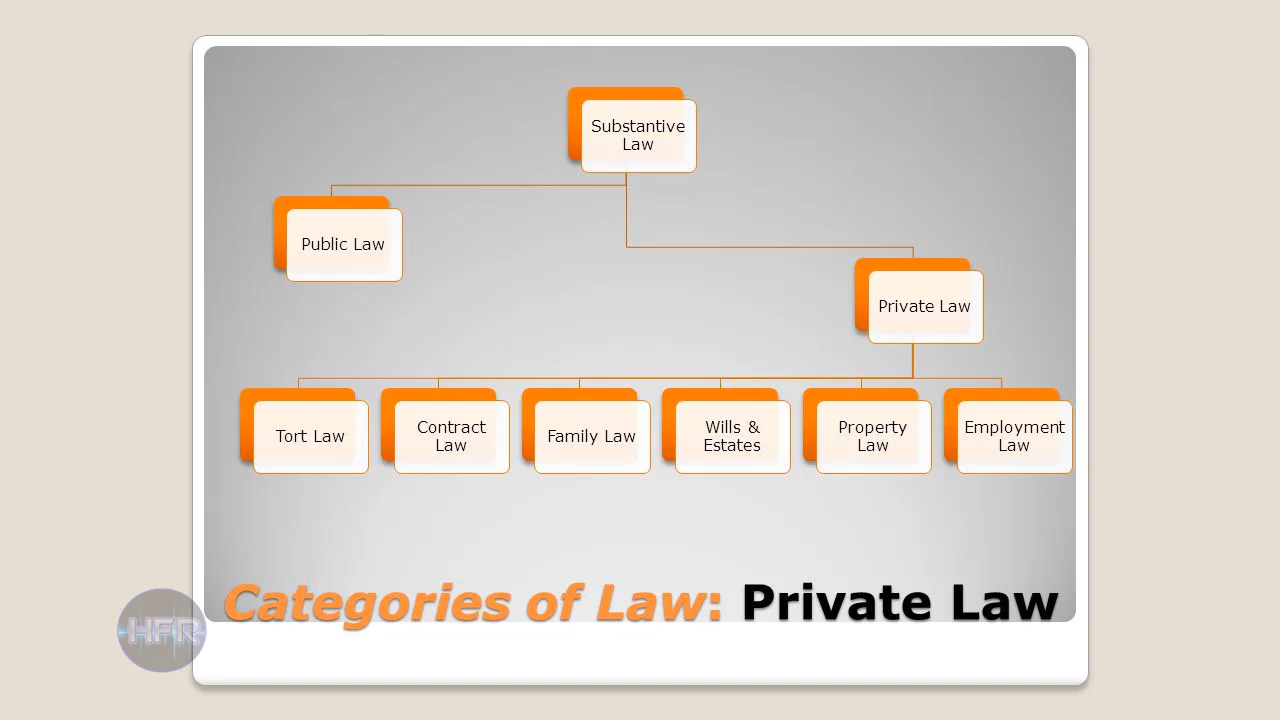 Substantive
Law
Public Law
Private Law
Tort Law
Contract
Law
Family Law
Wills &
Estates
Property
Law
Employment
Law
Categories of Law: Private Law
HFR